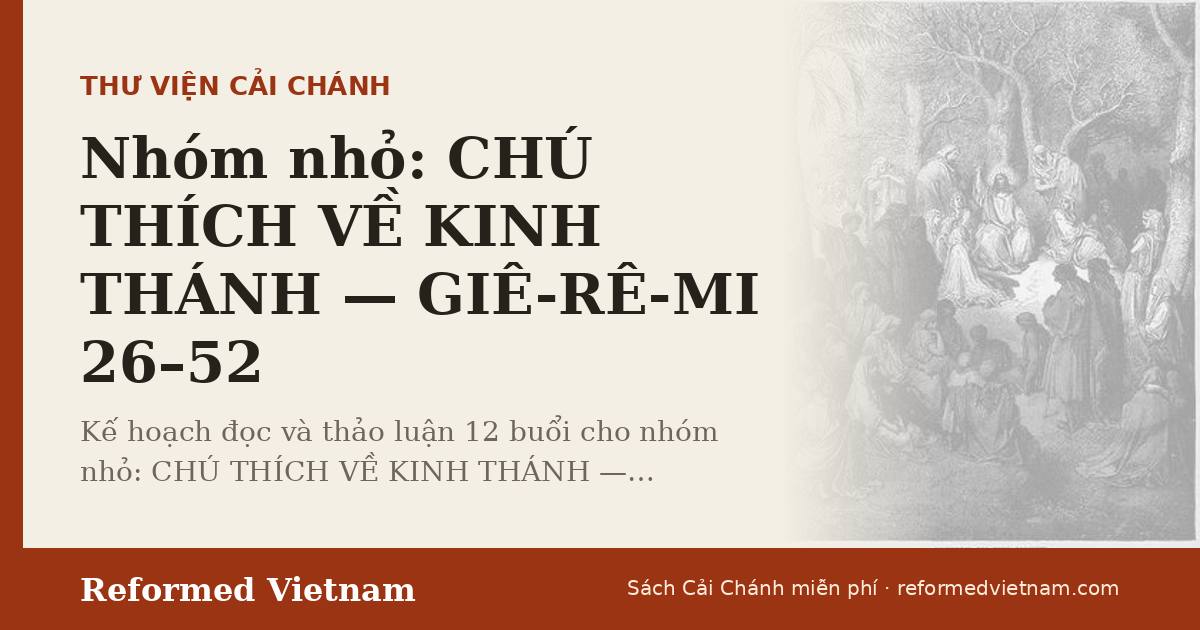 THƯ VIỆN CẢI CHÁNH
Nhóm nhỏ: CHÚ
THÍCH VỀ KINH
THÁNH — GIÊ-RÊ-MI
26–52
Kế hoạch đọc và thảo luận 12 buổi cho nhóm
nhỏ: CHÚ THÍCH VỀ KINH THÁNH —...
Reformed Vietnam
Sách Cải Chánh miễn phí · reformedvietnam.com